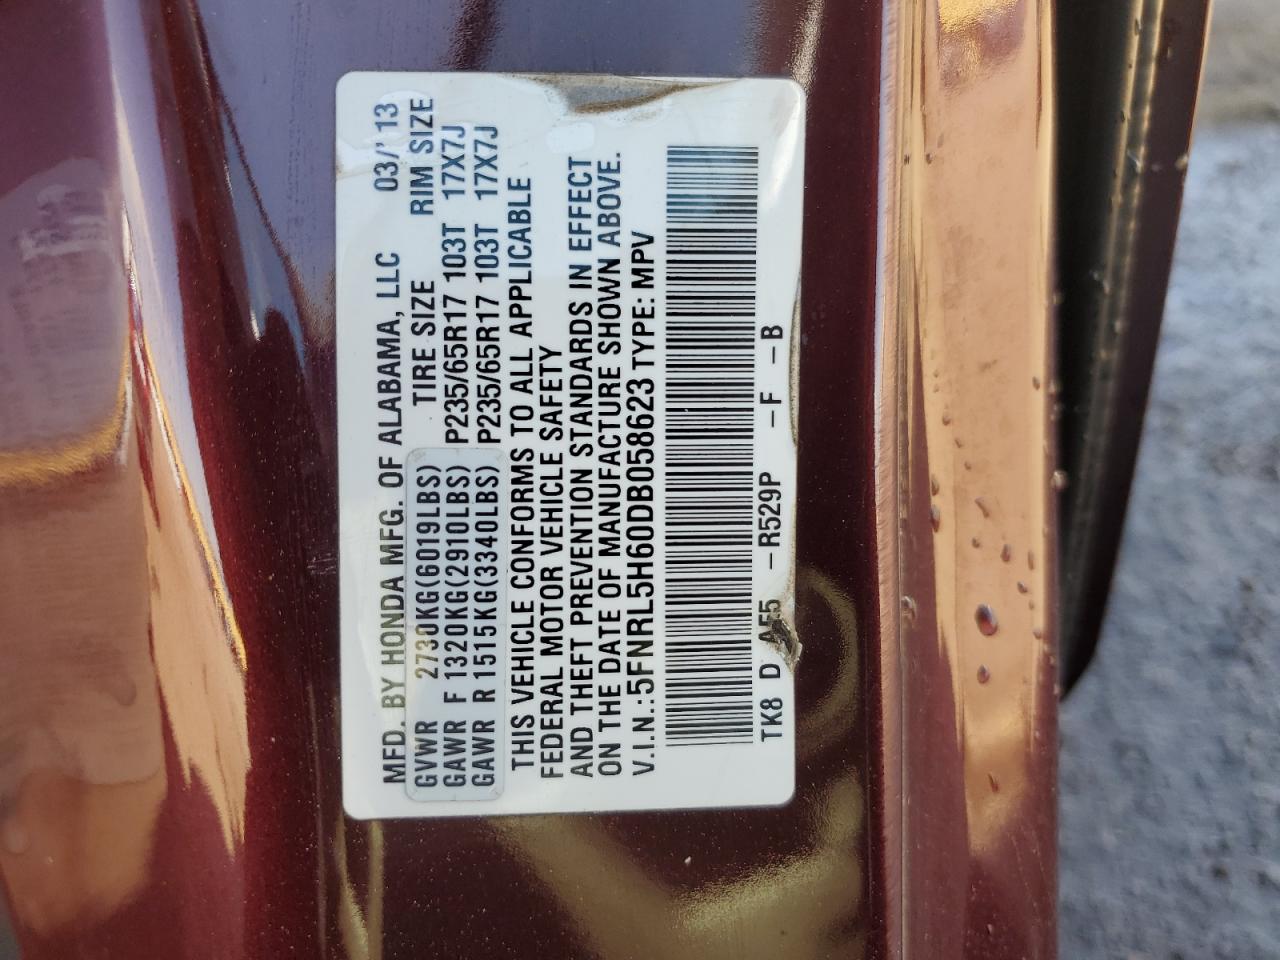 MFD. BY HONDA MFG. OF ALABAMA, LLC 03/'13
GVWR 2730KG(6019LBS) TIRE SIZE RIM SIZE
GAWR F 1320KG(2910LBS) P235/65R17 103T 17X7J
GAWR R 1515KG(3340LBS) P235/65R17 103T 17X7J
THIS VEHICLE CONFORMS TO ALL APPLICABLE
FEDERAL MOTOR VEHICLE SAFETY
AND THEFT PREVENTION STANDARDS IN EFFECT
ON THE DATE OF MANUFACTURE SHOWN ABOVE.
V.I.N.:5FNRL5H60DB058623 TYPE: MPV
TK8 D AE5 –R529P –F –B